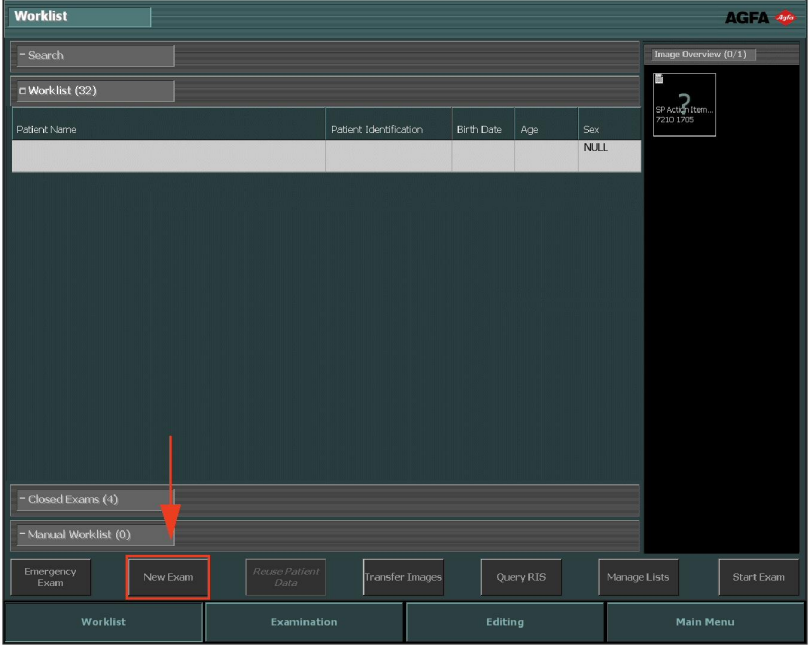 Worklist
AGFA Agfa
- Search
Image Overview (0/1)
Worklist (32)
SP Action Item...
7210 1705
?
Patient Name Patient Identification Birth Date Age Sex
NULL
- Closed Exams (4)
- Manual Worklist (0)
Emergency
Exam
New Exam
Reuse Patient
Data
Transfer Images
Query RIS
Manage Lists
Start Exam
Worklist Examination Editing Main Menu